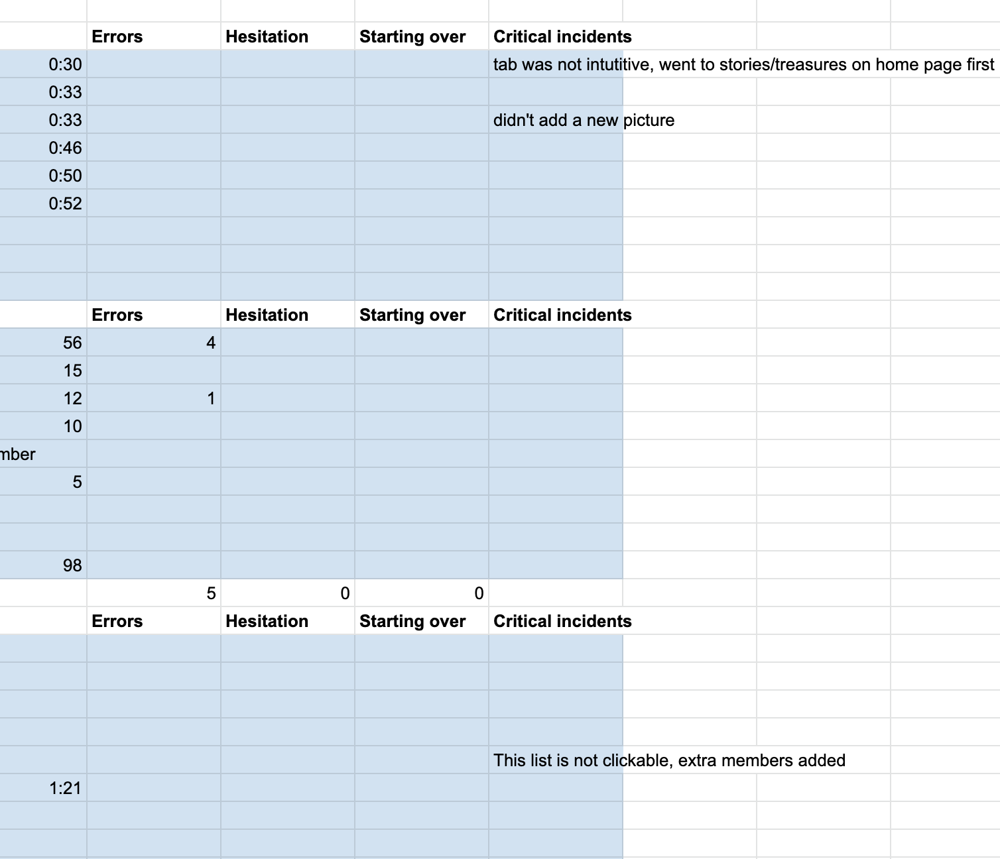 Errors Hesitation Starting over Critical incidents
0:30 tab was not intutitive, went to stories/treasures on home page first
0:33
0:33 didn't add a new picture
0:46
0:50
0:52
Errors Hesitation Starting over Critical incidents
56 4
15
12 1
10
mber
5
98
5 0 0
Errors Hesitation Starting over Critical incidents
This list is not clickable, extra members added
1:21